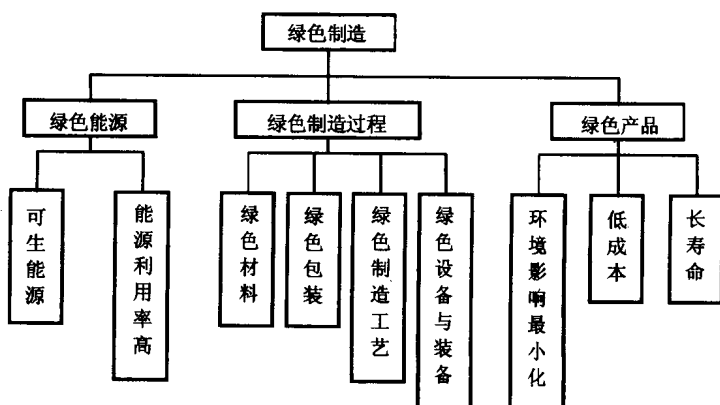 绿色制造
绿色能源
绿色制造过程
绿色产品
可生能源
能源利用率高
绿色材料
绿色包装
绿色制造工艺
绿色设备与装备
环境影响最小化
低成本
长寿命